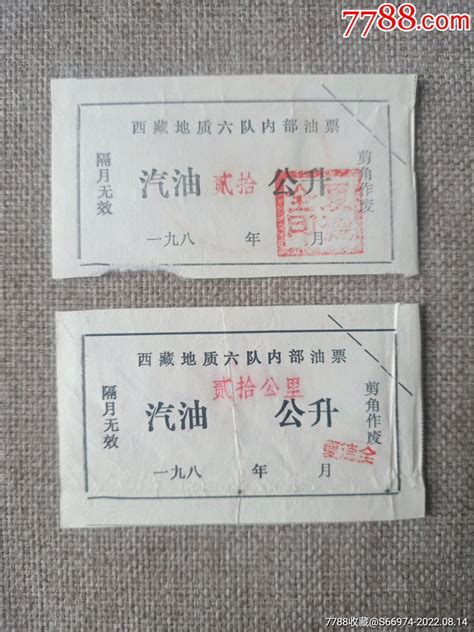 7788.com
西藏地质六队内部油票
隔月无效
汽油 贰拾 公升
剪角作废
一九八 年 月
西藏地质六队内部油票
贰拾公里
隔月无效
汽油 公升
剪角作废
一九八 年 月
7788收藏@S66974-2022.08.14